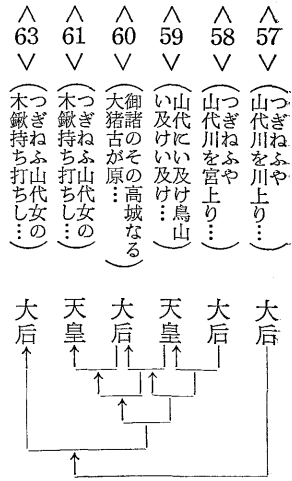 <57>（つぎねふや
山代川を川上り…）大后
<58>（つぎねふや
山代川を宮上り…）大后
<59>（山代にい及け鳥山
い及けい及け…）天皇
<60>（御諸のその高城なる
大猪古が原…）大后
<61>（つぎねふ山代女の
木鍬持ち打ちし…）天皇
<63>（つぎねふ山代女の
木鍬持ち打ちし…）大后